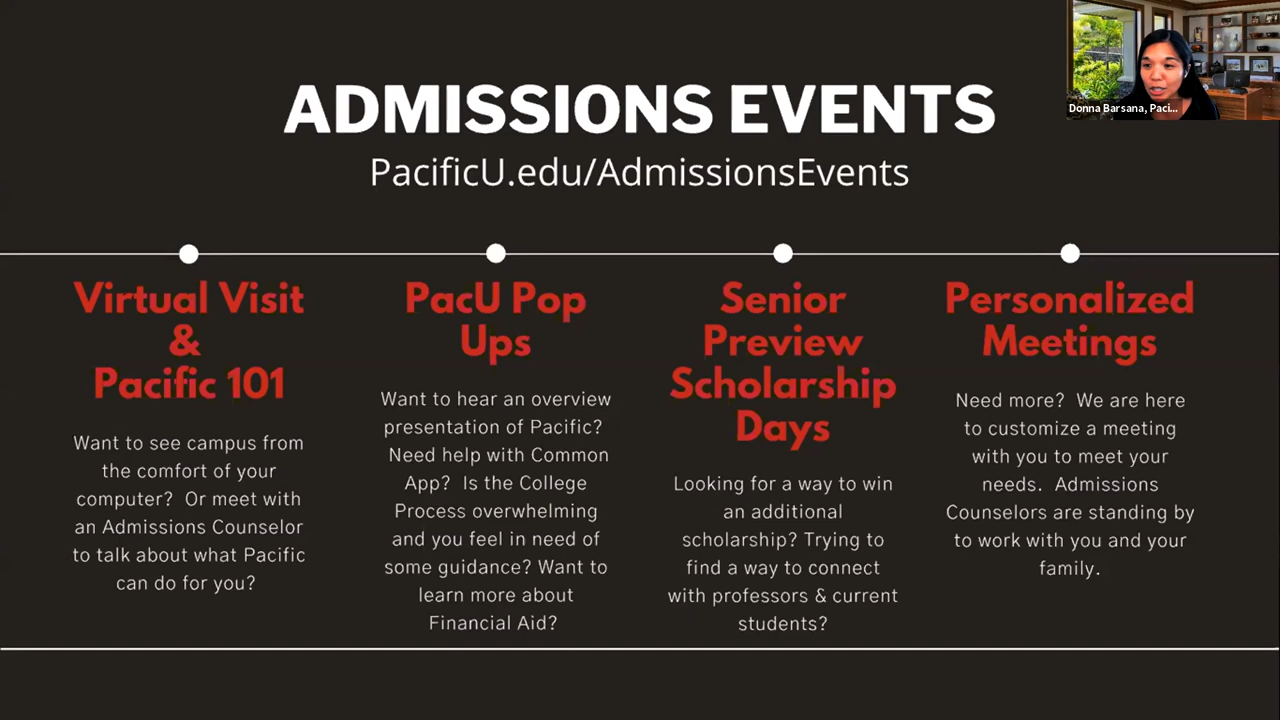 ADMISSIONS EVENTS
PacificU.edu/AdmissionsEvents
Donna Barsana, Paci...
Virtual Visit
&
Pacific 101
Want to see campus from
the comfort of your
computer? Or meet with
an Admissions Counselor
to talk about what Pacific
can do for you?
PacU Pop
Ups
Want to hear an overview
presentation of Pacific?
Need help with Common
App? Is the College
Process overwhelming
and you feel in need of
some guidance? Want to
learn more about
Financial Aid?
Senior
Preview
Scholarship
Days
Looking for a way to win
an additional
scholarship? Trying to
find a way to connect
with professors & current
students?
Personalized
Meetings
Need more? We are here
to customize a meeting
with you to meet your
needs. Admissions
Counselors are standing by
to work with you and your
family.